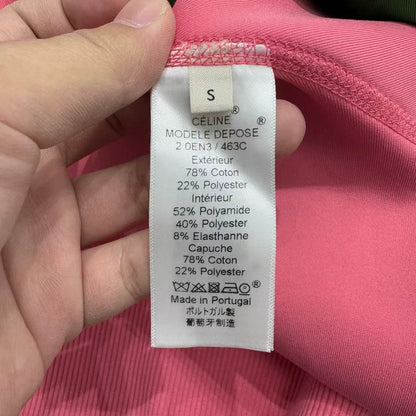 S
® CÉLINE ®
MODELE DEPOSE
2 0EN3 / 463C
Extérieur
78% Coton
22% Polyester
Intérieur
52% Polyamide
40% Polyester
8% Elasthanne
Capuche
78% Coton
22% Polyester
Made in Portugal
ポルトガル製
葡萄牙制造